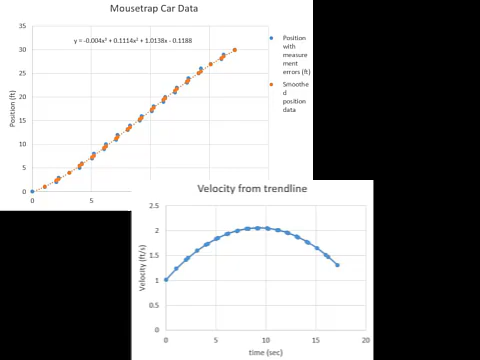 Mousetrap Car Data
y = -0.004x³ + 0.1114x² + 1.0138x - 0.1188
35
30
25
20
15
10
5
0
Position (ft)
0
5
Position
with
measure
ment
errors (ft)
Smoothe
d
position
data
Velocity from trendline
2.5
2
1.5
1
0.5
0
Velocity (ft/s)
0
5
10
15
20
time (sec)